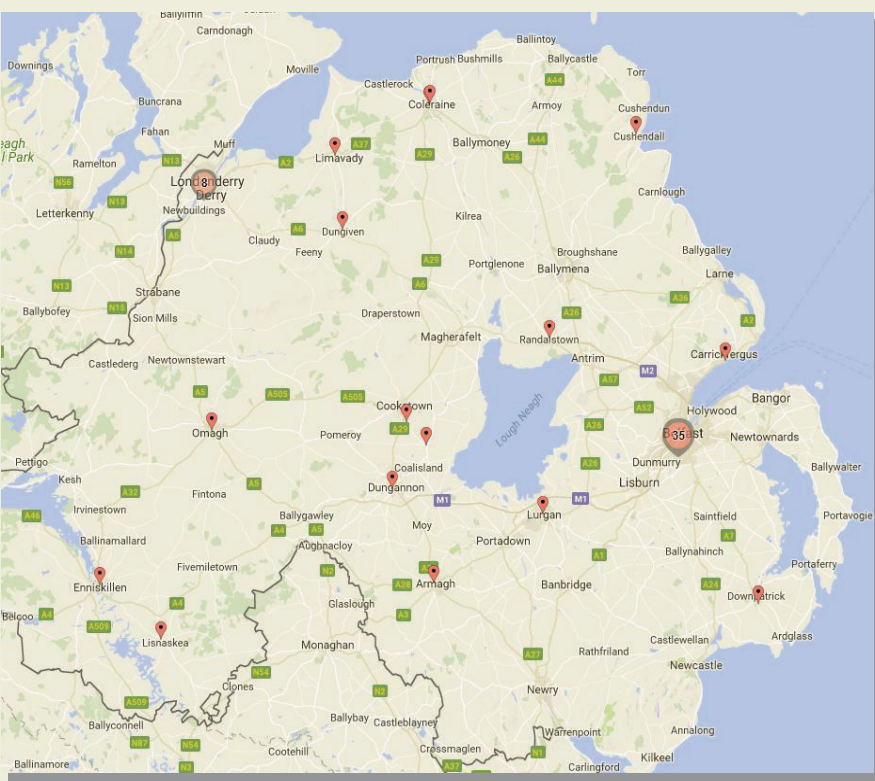 Ballyliffin
Carndonagh
Ballintoy
Downings
Moville
Portrush
Bushmills
Ballycastle
Castlerock
A44
Torr
Buncrana
Coleraine
Armoy
Cushendun
Fahan
Cushendall
Muff
A37
Ballymoney
A44
eagh
l Park
Ramelton
N13
A2
Limavady
A29
A26
N56
8
Londonderry
Derry
Carnlough
N13
Letterkenny
Newbuildings
Kilrea
A5
Claudy
A6
Dungiven
N14
Feeny
Broughshane
Ballygalley
A29
Portglenone
Ballymena
Larne
N13
Strabane
A6
A36
Ballybofey
N15
Sion Mills
Draperstown
A26
A2
Magherafelt
Randalstown
Castlederg
Newtownstewart
Antrim
Carrickfergus
M2
A57
A5
A505
A505
Cookstown
A52
Holywood
Bangor
Omagh
Pomeroy
A29
Lough Neagh
A26
35
Belfast
Newtownards
Pettigo
Coalisland
A26
Dunmurry
Ballywalter
Kesh
A32
A5
Dungannon
Lisburn
Fintona
M1
M1
Irvinestown
A46
Ballygawley
Lurgan
Saintfield
Portavogie
A4
A5
Moy
Ballinamallard
Aughnacloy
Portadown
A7
Ballynahinch
A1
Fivemiletown
N2
Portaferry
Enniskillen
A28
Armagh
Banbridge
A24
Downpatrick
A4
Glaslough
Belcoo
A4
A3
A509
Lisnaskea
Monaghan
Castlewellan
Ardglass
A27
Rathfriland
Newcastle
N54
Clones
N2
Newry
A509
Ballyconnell
Ballybay
Castleblayney
Warrenpoint
Annalong
N87
N54
Cootehill
Crossmaglen
N1
Kilkeel
Ballinamore
N3
A37
Carlingford